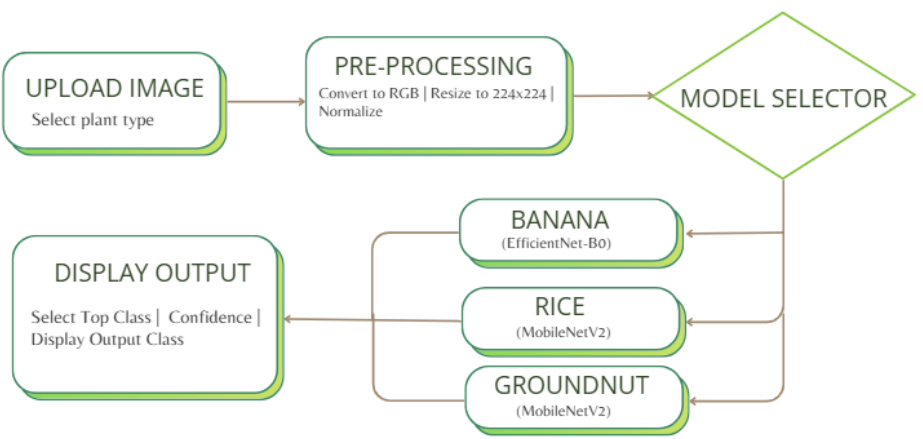 UPLOAD IMAGE
Select plant type
PRE-PROCESSING
Convert to RGB | Resize to 224x224 |
Normalize
MODEL SELECTOR
BANANA
(EfficientNet-B0)
RICE
(MobileNetV2)
GROUNDNUT
(MobileNetV2)
DISPLAY OUTPUT
Select Top Class | Confidence |
Display Output Class